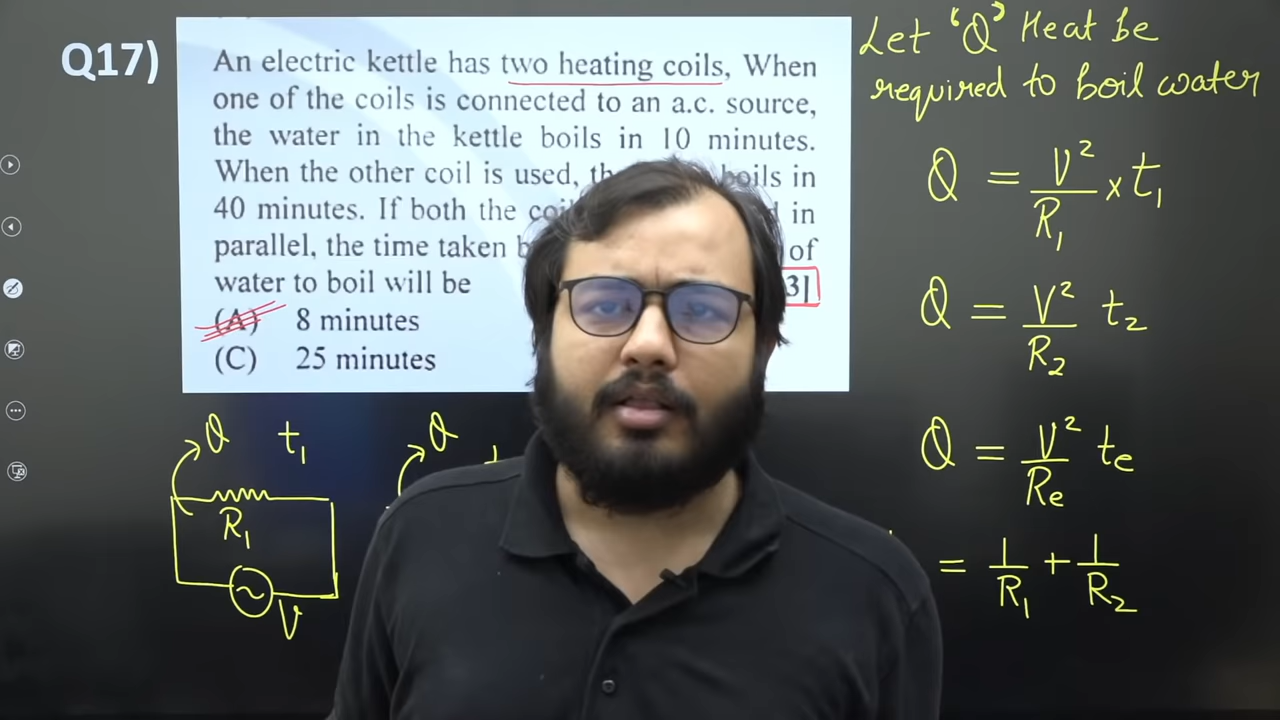 Q17)
An electric kettle has two heating coils, When
one of the coils is connected to an a.c. source,
the water in the kettle boils in 10 minutes.
When the other coil is used, boils in
40 minutes. If both the in
parallel, the time taken of
water to boil will be 3]
(A) 8 minutes
(C) 25 minutes
Let "Q" Heat be
required to boil water
Q = V²/R₁ × t₁
Q = V²/R₂ t₂
Q = V²/Rₑ tₑ
= 1/R₁ + 1/R₂
Q t₁
R₁
V
Q